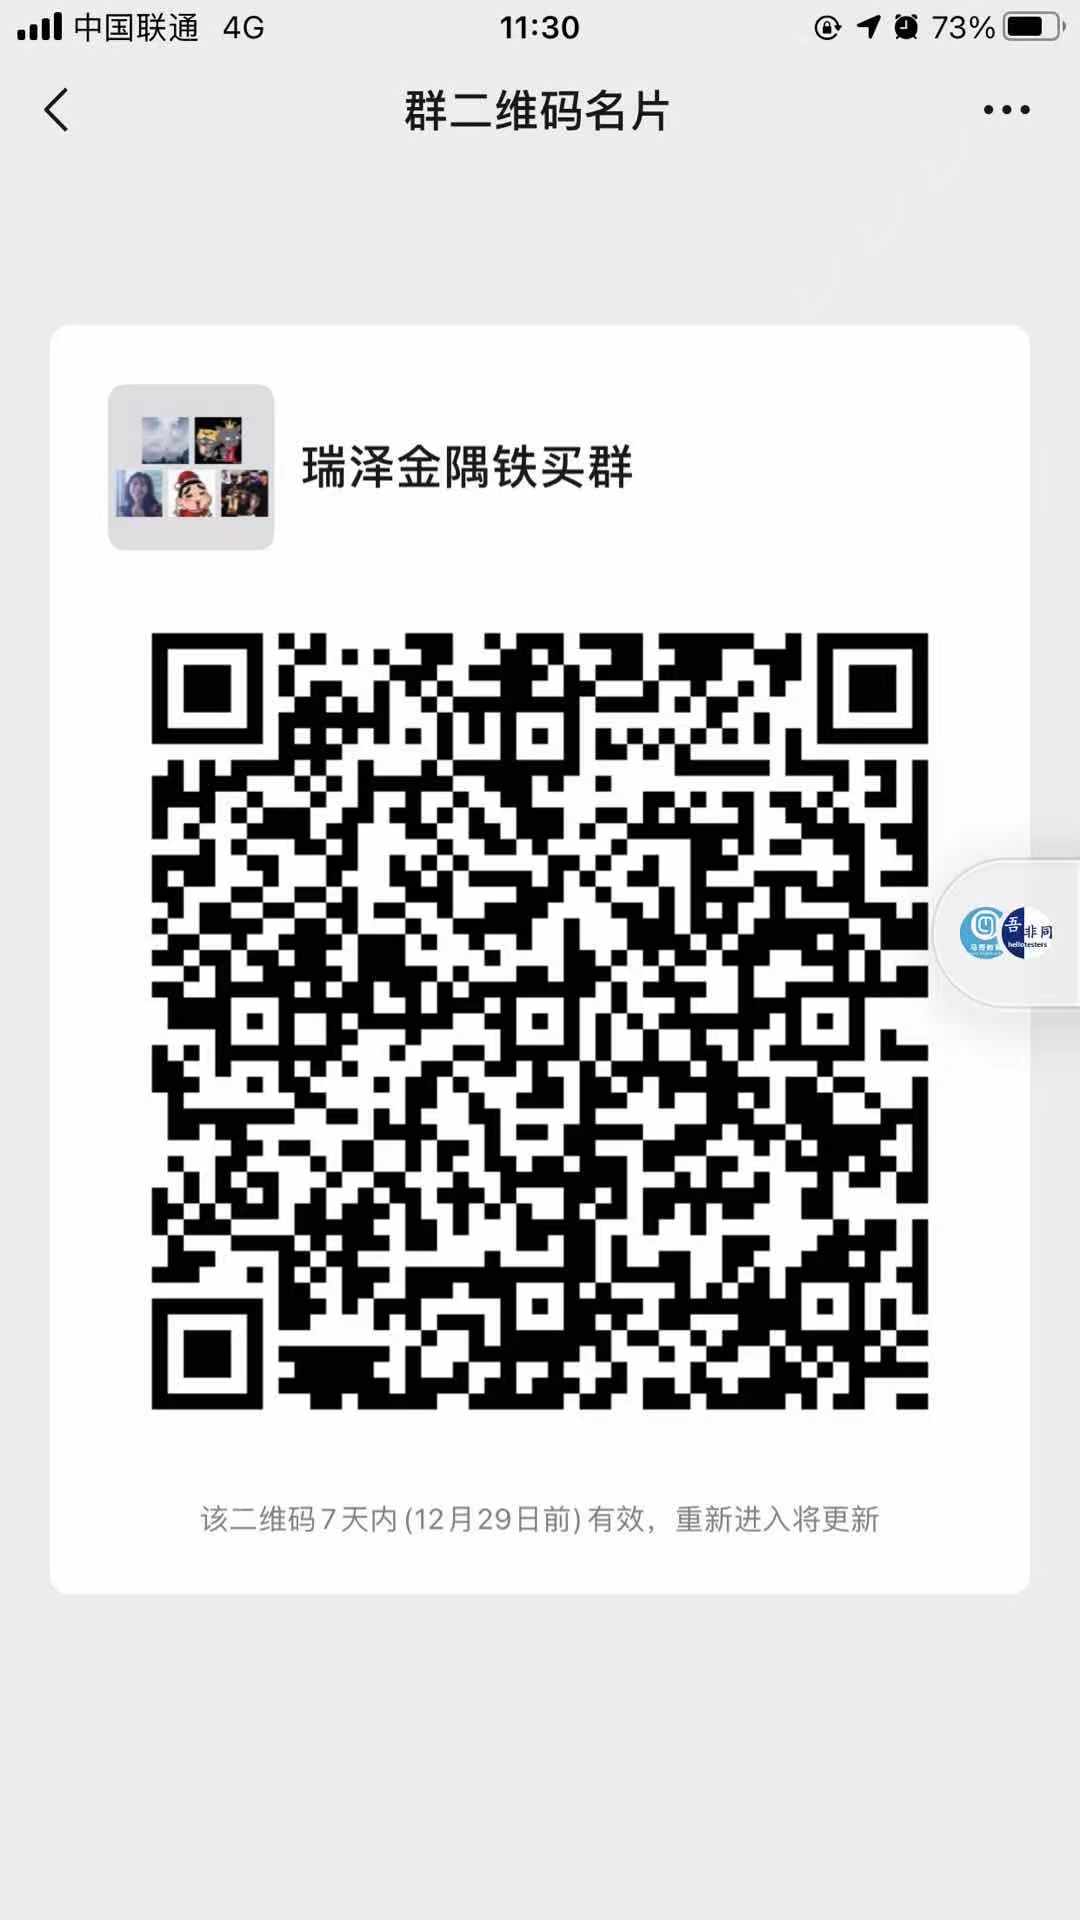 中国联通 4G 11:30 73%
群二维码名片
瑞泽金隅铁买群
吾非同
hellotesters
该二维码7天内(12月29日前)有效，重新进入将更新